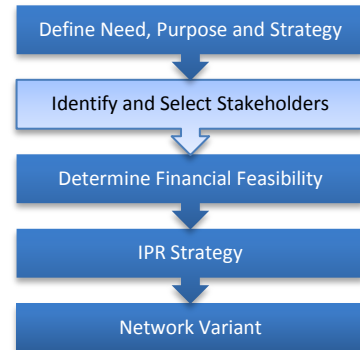 Define Need, Purpose and Strategy
Identify and Select Stakeholders
Determine Financial Feasibility
IPR Strategy
Network Variant